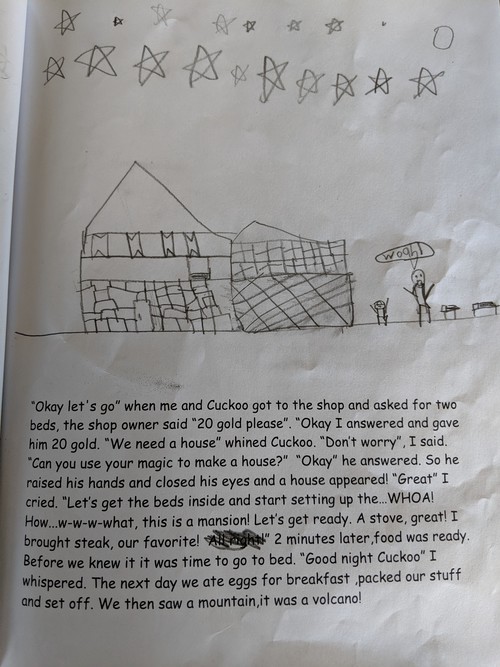 woah!
"Okay let's go" when me and Cuckoo got to the shop and asked for two
beds, the shop owner said "20 gold please". "Okay I answered and gave
him 20 gold. "We need a house" whined Cuckoo. "Don't worry", I said.
"Can you use your magic to make a house?" "Okay" he answered. So he
raised his hands and closed his eyes and a house appeared! "Great" I
cried. "Let's get the beds inside and start setting up the...WHOA!
How...w-w-w-what, this is a mansion! Let's get ready. A stove, great! I
brought steak, our favorite! "All right!" 2 minutes later,food was ready.
Before we knew it it was time to go to bed. "Good night Cuckoo" I
whispered. The next day we ate eggs for breakfast ,packed our stuff
and set off. We then saw a mountain,it was a volcano!